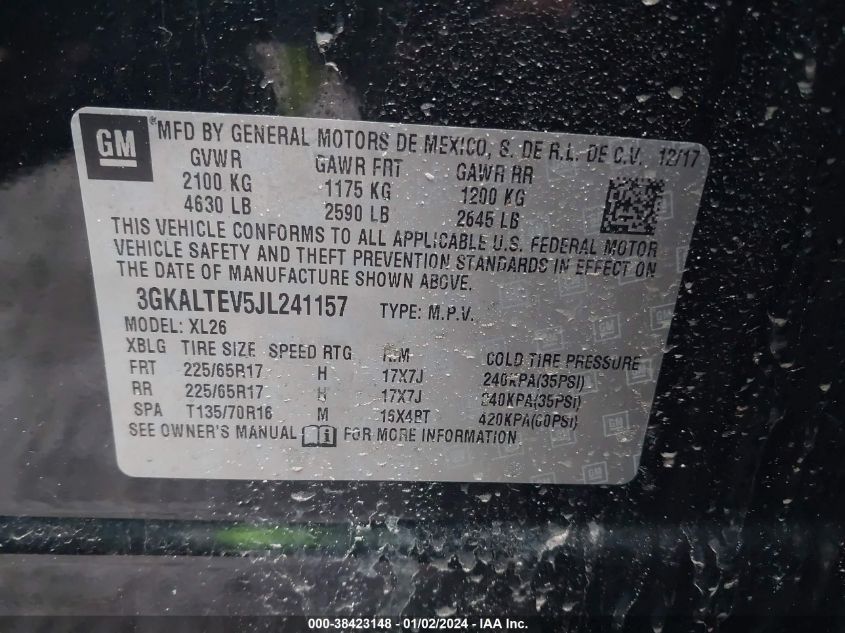 GM
®MFD BY GENERAL MOTORS DE MEXICO, S. DE R.L. DE C.V. 12/17
GVWR GAWR FRT GAWR RR
2100 KG 1175 KG 1200 KG
4630 LB 2590 LB 2645 LB
THIS VEHICLE CONFORMS TO ALL APPLICABLE U.S. FEDERAL MOTOR
VEHICLE SAFETY AND THEFT PREVENTION STANDARDS IN EFFECT ON
THE DATE OF MANUFACTURE SHOWN ABOVE.
3GKALTEV5JL241157 TYPE: M.P.V.
MODEL: XL26
XBLG TIRE SIZE SPEED RTG RIM COLD TIRE PRESSURE
FRT 225/65R17 H 17X7J 240KPA(35PSI)
RR 225/65R17 H 17X7J 240KPA(35PSI)
SPA T135/70R16 M 16X4BT 420KPA(60PSI)
SEE OWNER'S MANUAL i FOR MORE INFORMATION
000-38423148 - 01/02/2024 - IAA Inc.